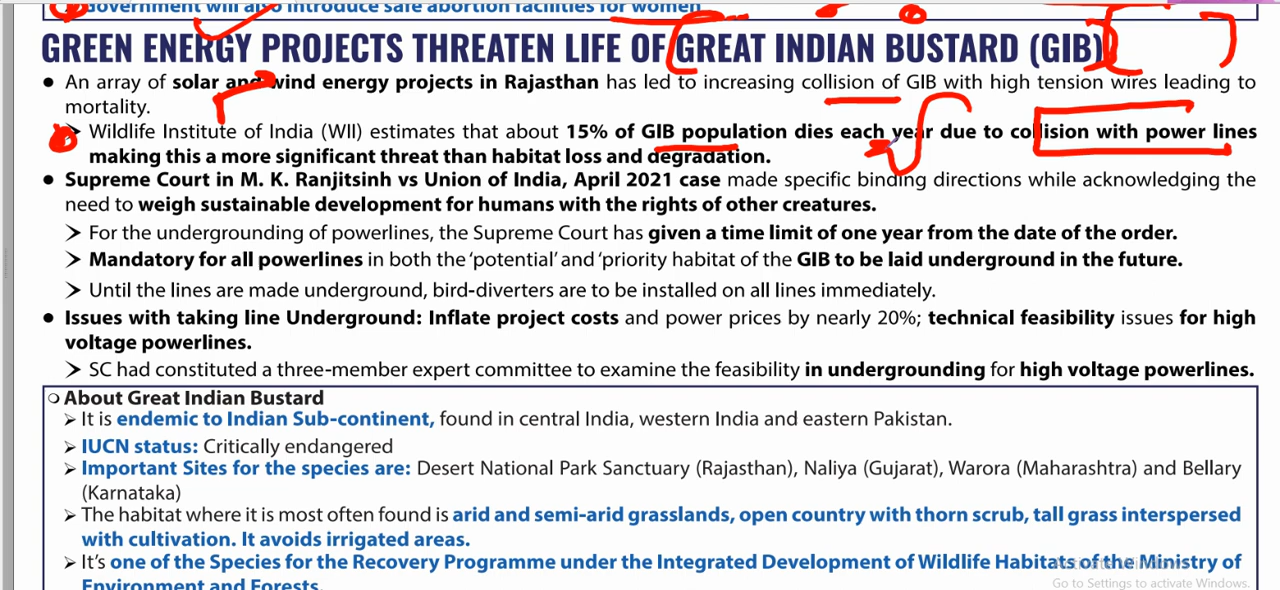 Government will also introduce safe abortion facilities for women
GREEN ENERGY PROJECTS THREATEN LIFE OF GREAT INDIAN BUSTARD (GIB)
• An array of solar and wind energy projects in Rajasthan has led to increasing collision of GIB with high tension wires leading to
mortality.
➤ Wildlife Institute of India (WII) estimates that about 15% of GIB population dies each year due to collision with power lines
making this a more significant threat than habitat loss and degradation.
• Supreme Court in M. K. Ranjitsinh vs Union of India, April 2021 case made specific binding directions while acknowledging the
need to weigh sustainable development for humans with the rights of other creatures.
➤ For the undergrounding of powerlines, the Supreme Court has given a time limit of one year from the date of the order.
➤ Mandatory for all powerlines in both the 'potential' and 'priority habitat of the GIB to be laid underground in the future.
➤ Until the lines are made underground, bird-diverters are to be installed on all lines immediately.
• Issues with taking line Underground: Inflate project costs and power prices by nearly 20%; technical feasibility issues for high
voltage powerlines.
➤ SC had constituted a three-member expert committee to examine the feasibility in undergrounding for high voltage powerlines.
○ About Great Indian Bustard
➤ It is endemic to Indian Sub-continent, found in central India, western India and eastern Pakistan.
➤ IUCN status: Critically endangered
➤ Important Sites for the species are: Desert National Park Sanctuary (Rajasthan), Naliya (Gujarat), Warora (Maharashtra) and Bellary
(Karnataka)
➤ The habitat where it is most often found is arid and semi-arid grasslands, open country with thorn scrub, tall grass interspersed
with cultivation. It avoids irrigated areas.
➤ It's one of the Species for the Recovery Programme under the Integrated Development of Wildlife Habitats of the Ministry of
Environment and Forests.
Activate Windows
Go to Settings to activate Windows.